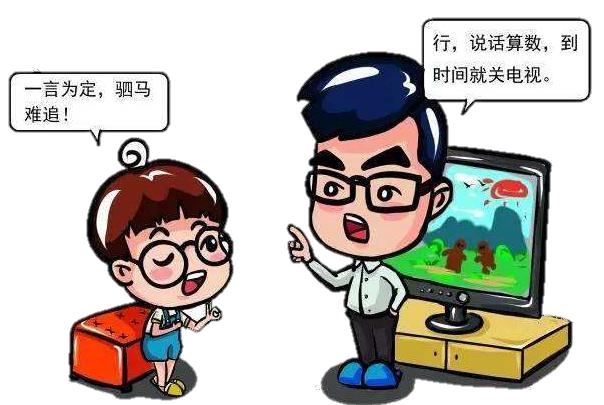 一言为定，驷马
难追！
行，说话算数，到
时间就关电视。